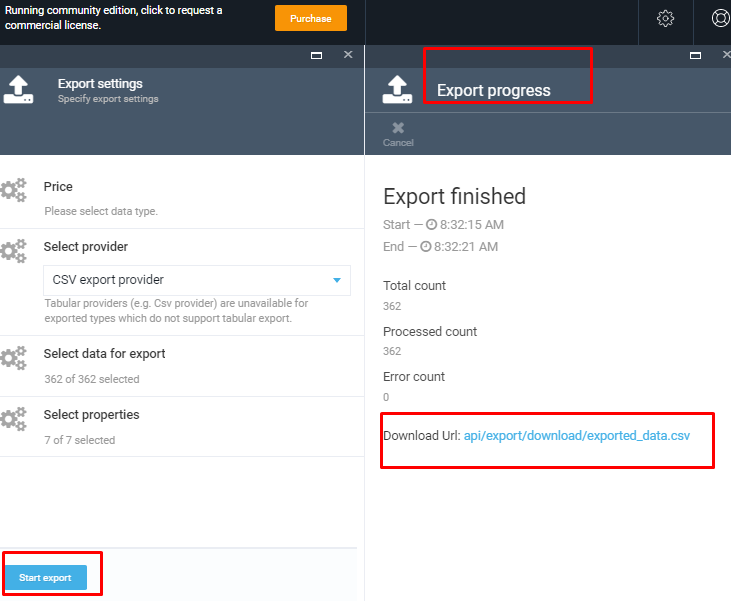 Running community edition, click to request a
commercial license.
Purchase
Export settings
Specify export settings
Price
Please select data type.
Select provider
CSV export provider
Tabular providers (e.g. Csv provider) are unavailable for
exported types which do not support tabular export.
Select data for export
362 of 362 selected
Select properties
7 of 7 selected
Start export
Export progress
Cancel
Export finished
Start — 8:32:15 AM
End — 8:32:21 AM
Total count
362
Processed count
362
Error count
0
Download Url: api/export/download/exported_data.csv